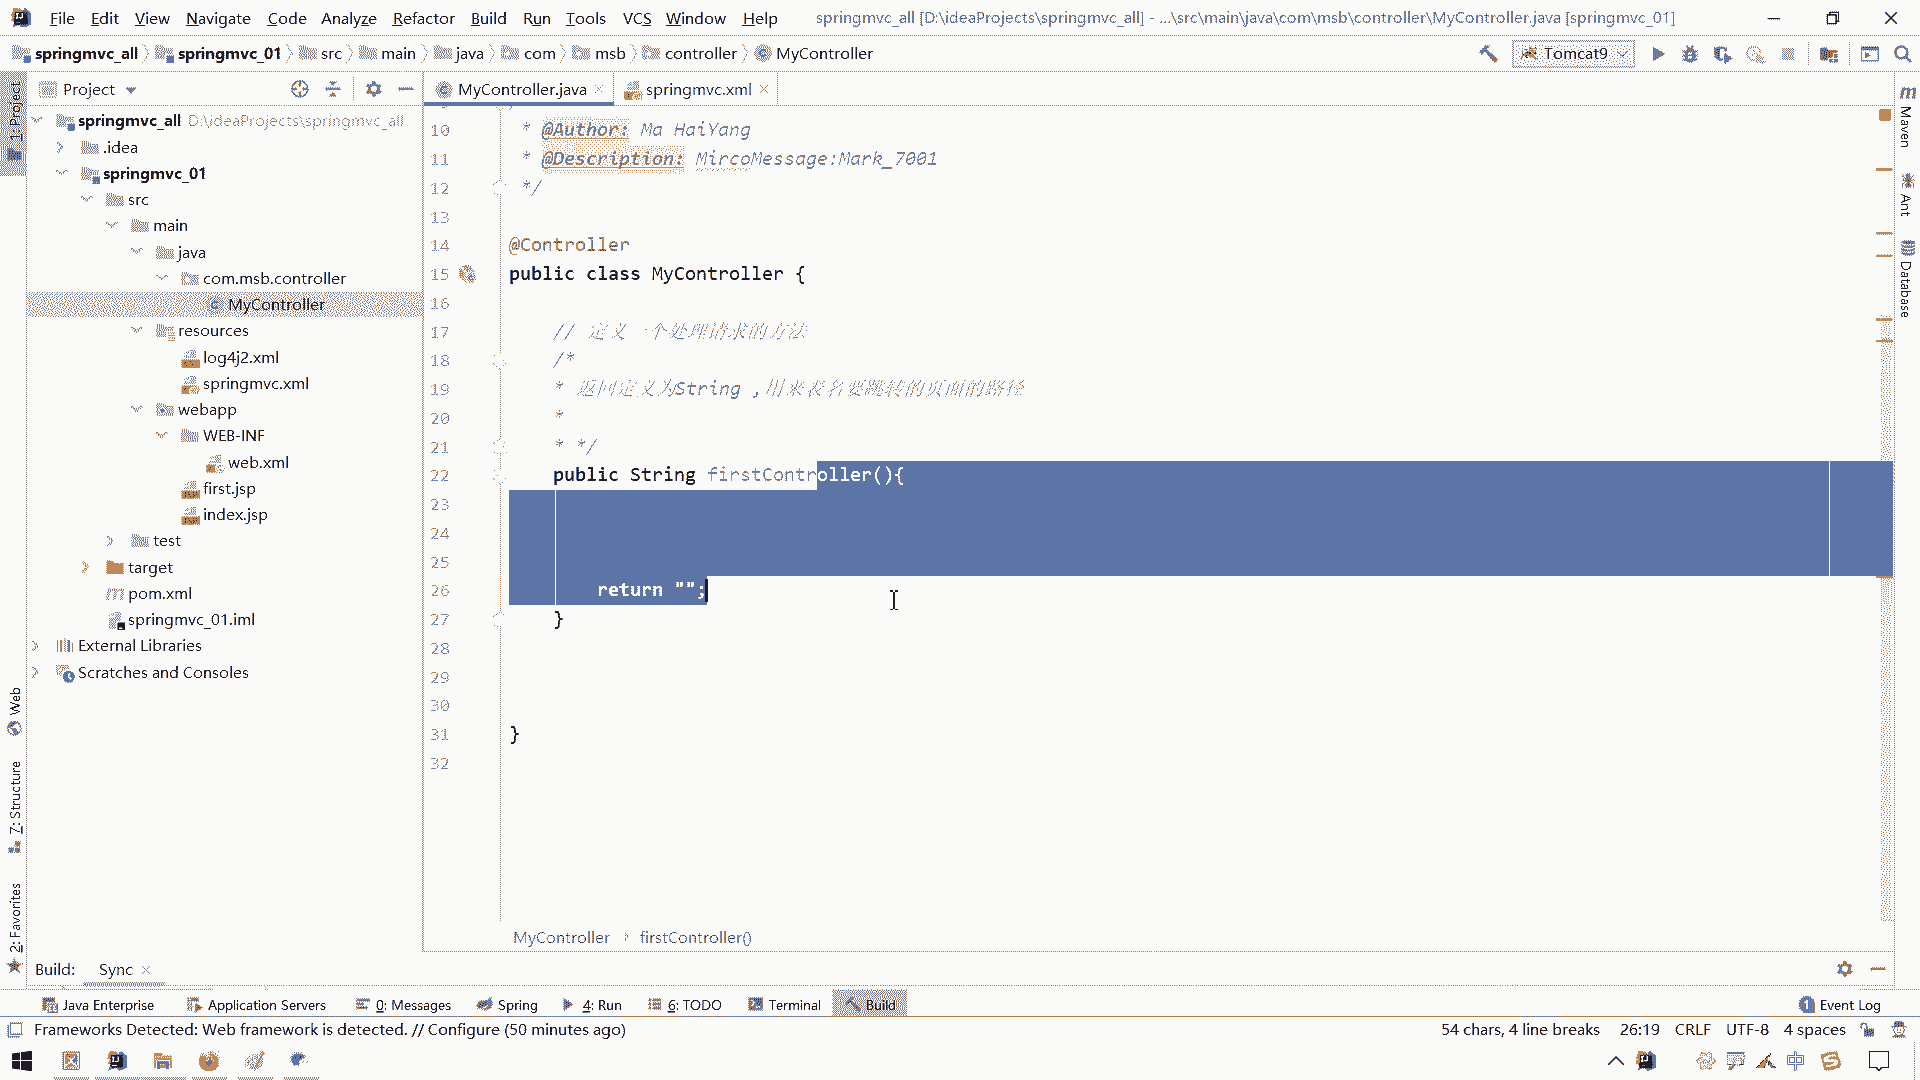 File Edit View Navigate Code Analyze Refactor Build Run Tools VCS Window Help springmvc_all [D:\ideaProjects\springmvc_all] - ...\src\main\java\com\msb\controller\MyController.java [springmvc_01]
springmvc_all springmvc_01 src main java com msb controller MyController Tomcat9
Project MyController.java springmvc.xml
springmvc_all D:\ideaProjects\springmvc_all
.idea
springmvc_01
src
main
java
com.msb.controller
MyController
resources
log4j2.xml
springmvc.xml
webapp
WEB-INF
web.xml
first.jsp
index.jsp
test
target
pom.xml
springmvc_01.iml
External Libraries
Scratches and Consoles
1: Project
Web
7: Structure
2: Favorites
10 * @Author: Ma HaiYang
11 * @Description: MircoMessage:Mark_7001
12 */
13
14 @Controller
15 public class MyController {
16
17 // 定义一个处理请求的方法
18 /*
19 * 返回定义为String ,用来表名要跳转的页面的路径
20 *
21 * */
22 public String firstController(){
23
24
25
26 return "";
27 }
28
29
30
31 }
32
Maven
Ant
Database
MyController firstController()
Build: Sync
Java Enterprise Application Servers 0: Messages Spring 4: Run 6: TODO Terminal Build 1 Event Log
Frameworks Detected: Web framework is detected. // Configure (50 minutes ago) 54 chars, 4 line breaks 26:19 CRLF UTF-8 4 spaces
中